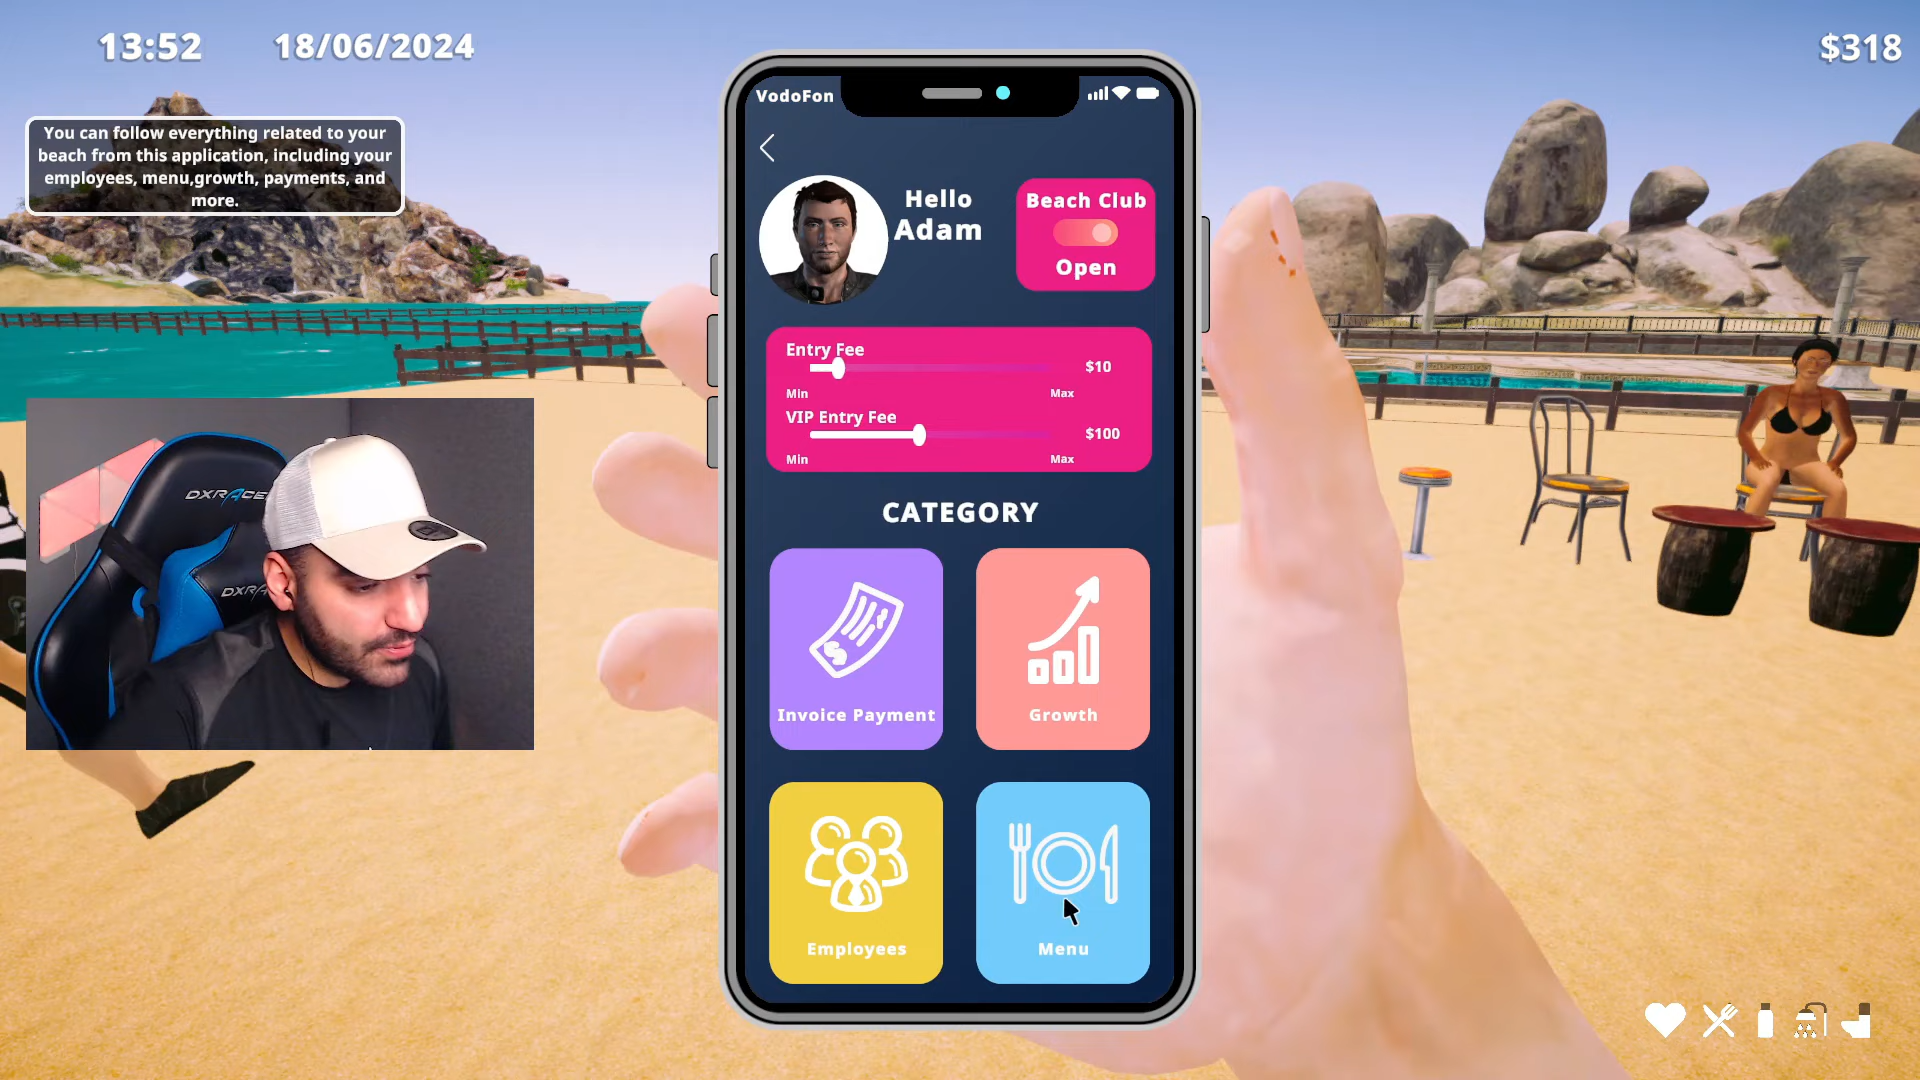 13:52
18/06/2024
$318
You can follow everything related to your
beach from this application, including your
employees, menu,growth, payments, and
more.
VodoFon
Hello
Adam
Beach Club
Open
Entry Fee
$10
Min
Max
VIP Entry Fee
$100
Min
Max
CATEGORY
Invoice Payment
Growth
Employees
Menu
DXRACE
DXRA